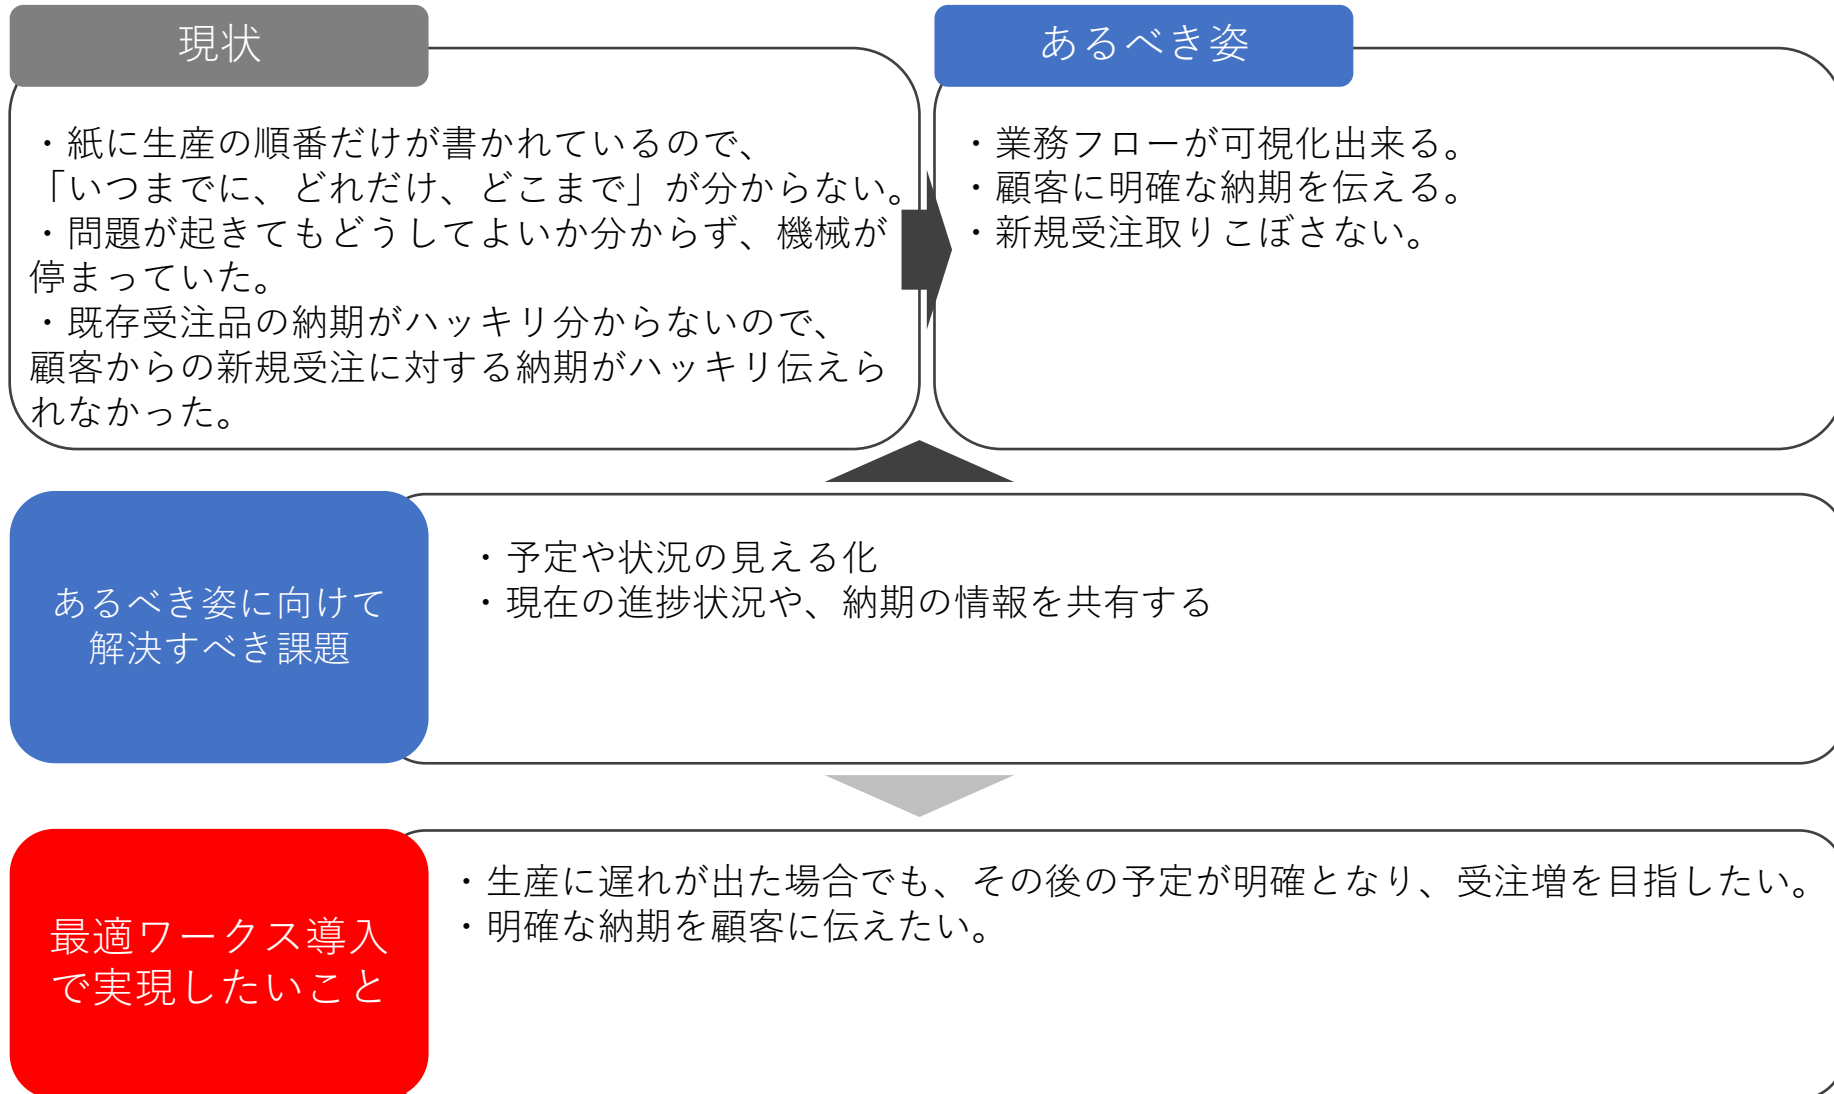 現状
・紙に生産の順番だけが書かれているので、
「いつまでに、どれだけ、どこまで」が分からない。
・問題が起きてもどうしてよいか分からず、機械が
停まっていた。
・既存受注品の納期がハッキリ分からないので、
顧客からの新規受注に対する納期がハッキリ伝えら
れなかった。
あるべき姿
・業務フローが可視化出来る。
・顧客に明確な納期を伝える。
・新規受注取りこぼさない。
あるべき姿に向けて
解決すべき課題
・予定や状況の見える化
・現在の進捗状況や、納期の情報を共有する
最適ワークス導入
で実現したいこと
・生産に遅れが出た場合でも、その後の予定が明確となり、受注増を目指したい。
・明確な納期を顧客に伝えたい。